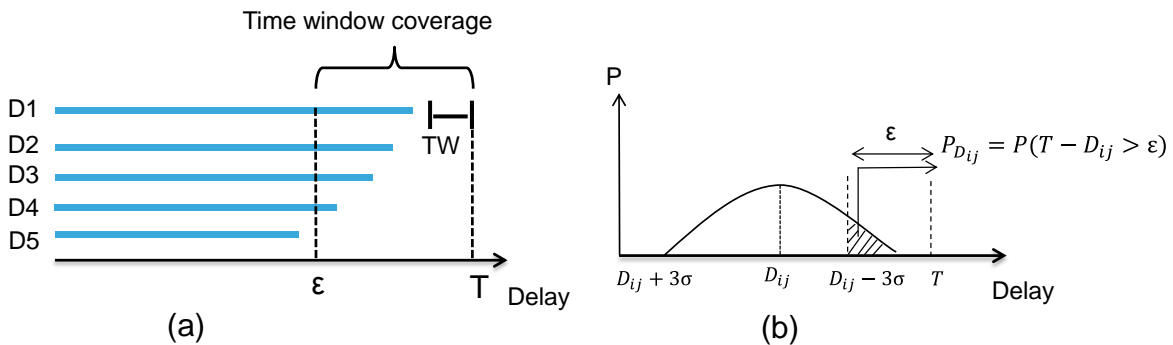 Time window coverage
D1
TW
D2
D3
D4
D5
ε
T
Delay
(a)
P
ε
P_{D_{ij}} = P(T − D_{ij} > ε)
D_{ij} + 3σ
D_{ij}
D_{ij} − 3σ
T
Delay
(b)